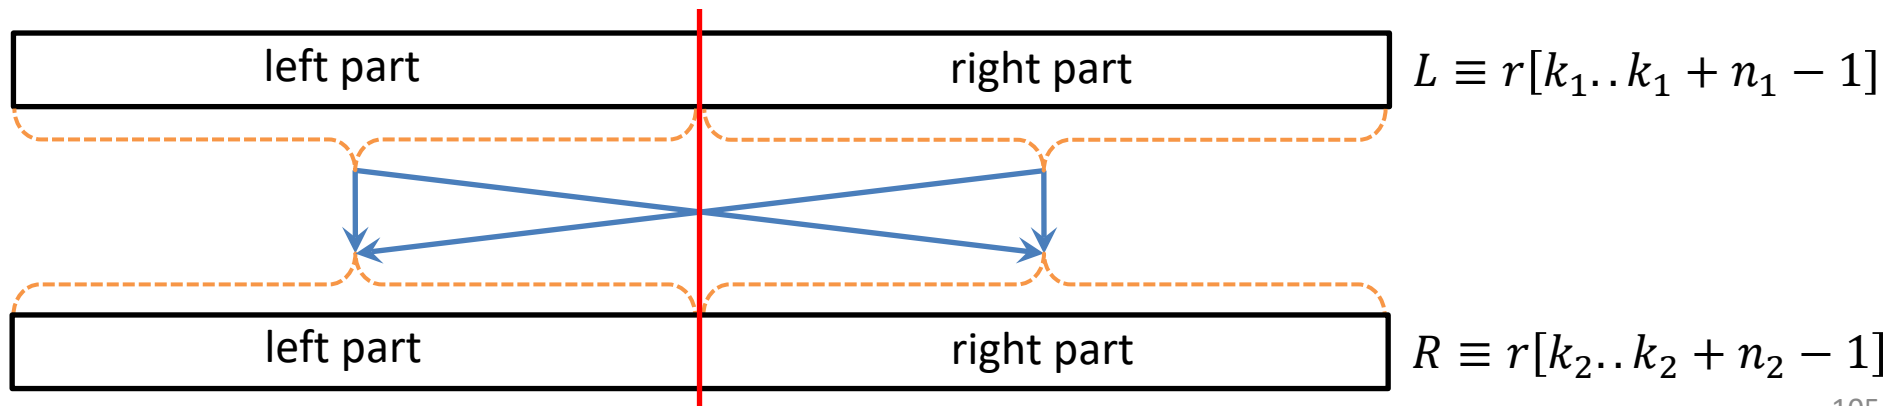 left part right part L ≡ r[k₁..k₁ + n₁ − 1]
left part right part R ≡ r[k₂..k₂ + n₂ − 1]